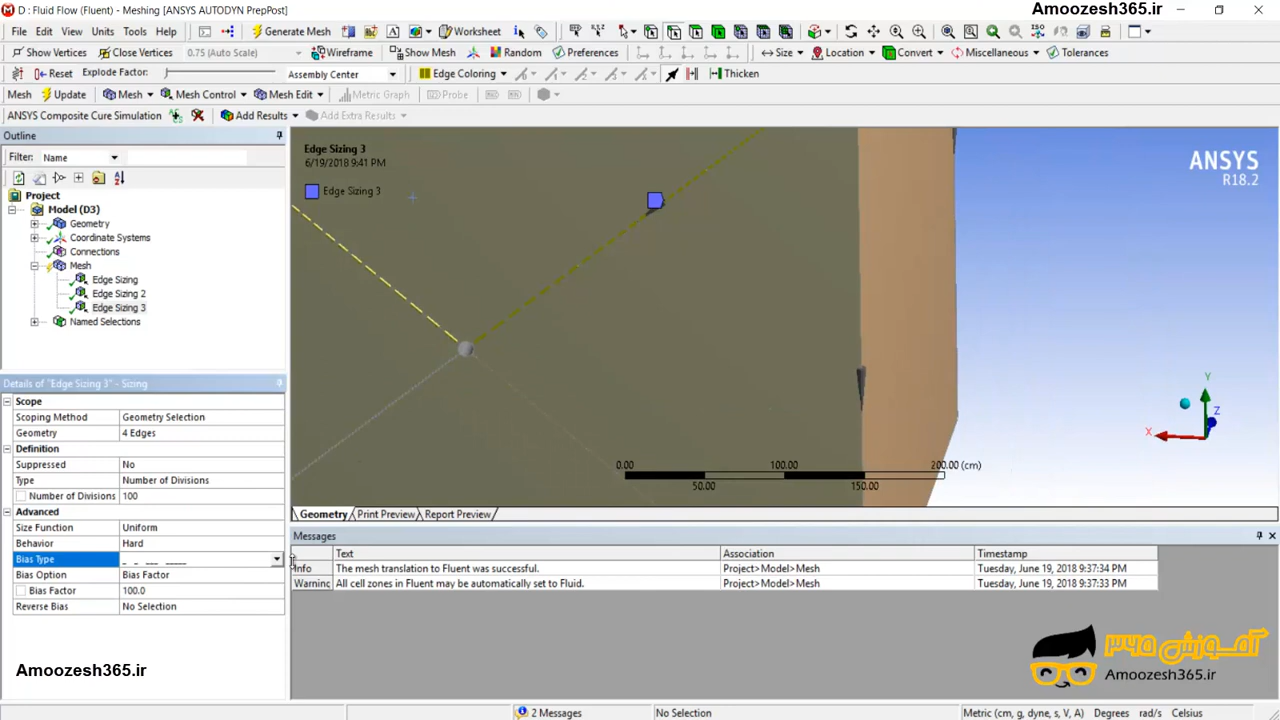 D : Fluid Flow (Fluent) - Meshing [ANSYS AUTODYN PrepPost]
Amoozesh365.ir
File Edit View Units Tools Help Generate Mesh Worksheet
Show Vertices Close Vertices 0.75 (Auto Scale) Wireframe Show Mesh Random Preferences Size Location Convert Miscellaneous Tolerances
Reset Explode Factor: Assembly Center Edge Coloring Thicken
Mesh Update Mesh Mesh Control Mesh Edit Metric Graph Probe
ANSYS Composite Cure Simulation Add Results Add Extra Results
Outline
Filter: Name
Project
Model (D3)
Geometry
Coordinate Systems
Connections
Mesh
Edge Sizing
Edge Sizing 2
Edge Sizing 3
Named Selections
Details of "Edge Sizing 3" - Sizing
Scope
Scoping Method Geometry Selection
Geometry 4 Edges
Definition
Suppressed No
Type Number of Divisions
Number of Divisions 100
Advanced
Size Function Uniform
Behavior Hard
Bias Type
Bias Option Bias Factor
Bias Factor 100.0
Reverse Bias No Selection
Amoozesh365.ir
Edge Sizing 3
6/19/2018 9:41 PM
Edge Sizing 3
ANSYS
R18.2
Y
Z
X
0.00 100.00 200.00 (cm)
50.00 150.00
Geometry Print Preview Report Preview
Messages
Text Association Timestamp
Info The mesh translation to Fluent was successful. Project>Model>Mesh Tuesday, June 19, 2018 9:37:34 PM
Warning All cell zones in Fluent may be automatically set to Fluid. Project>Model>Mesh Tuesday, June 19, 2018 9:37:33 PM
آموزش ۳۶۵
Amoozesh365.ir
2 Messages No Selection Metric (cm, g, dyne, s, V, A) Degrees rad/s Celsius